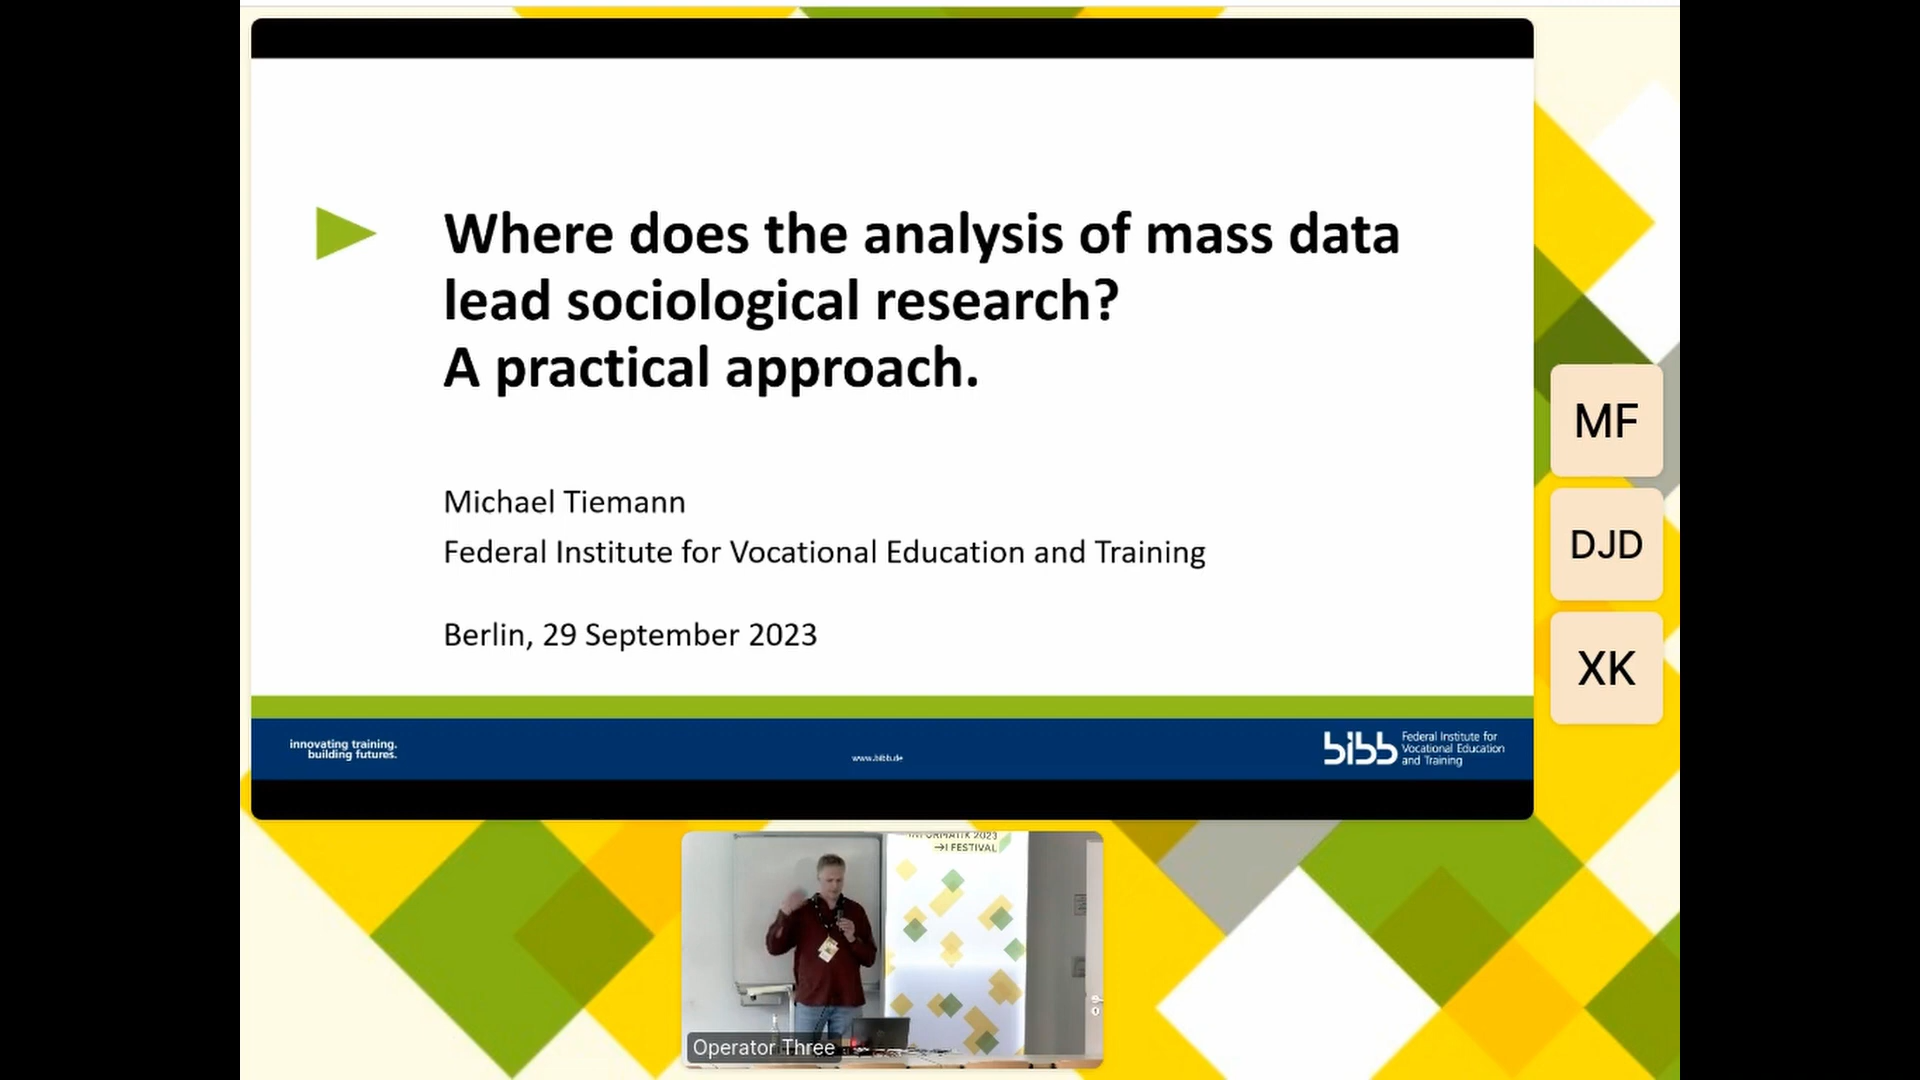 Where does the analysis of mass data
lead sociological research?
A practical approach.
Michael Tiemann
Federal Institute for Vocational Education and Training
Berlin, 29 September 2023
innovating training.
building futures.
www.bibb.de
bibb
Federal Institute for
Vocational Education
and Training
MF
DJD
XK
INFORMATIK 2023
→I FESTIVAL
Operator Three